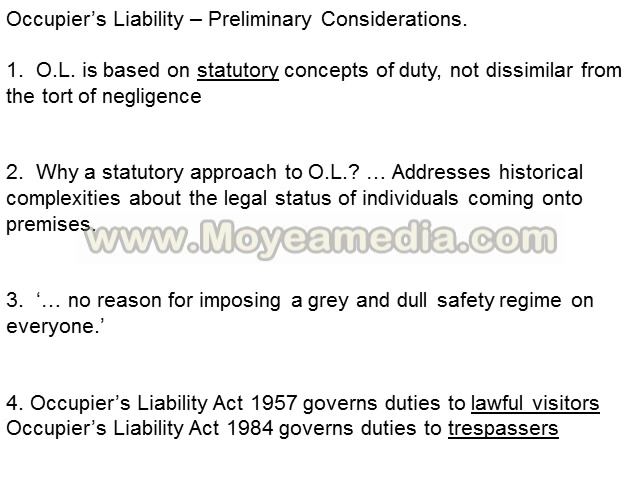 Occupier’s Liability – Preliminary Considerations.
1. O.L. is based on statutory concepts of duty, not dissimilar from
the tort of negligence
2. Why a statutory approach to O.L.? … Addresses historical
complexities about the legal status of individuals coming onto
premises.
www.Moyeamedia.com
3. ‘… no reason for imposing a grey and dull safety regime on
everyone.’
4. Occupier’s Liability Act 1957 governs duties to lawful visitors
Occupier’s Liability Act 1984 governs duties to trespassers